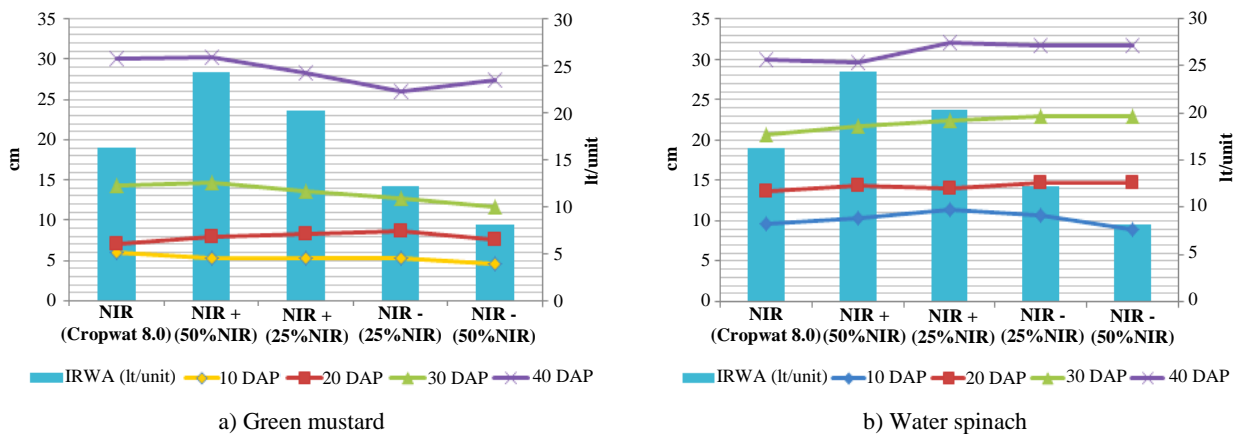 35
30
25
20
15
10
5
0
cm
30
25
20
15
10
5
0
lt/unit
NIR NIR + NIR + NIR - NIR -
(Cropwat 8.0) (50%NIR) (25%NIR) (25%NIR) (50%NIR)
IRWA (lt/unit) 10 DAP 20 DAP 30 DAP 40 DAP
a) Green mustard
35
30
25
20
15
10
5
0
cm
30
25
20
15
10
5
0
lt/unit
NIR NIR + NIR + NIR - NIR -
(Cropwat 8.0) (50%NIR) (25%NIR) (25%NIR) (50%NIR)
IRWA (lt/unit) 10 DAP 20 DAP 30 DAP 40 DAP
b) Water spinach